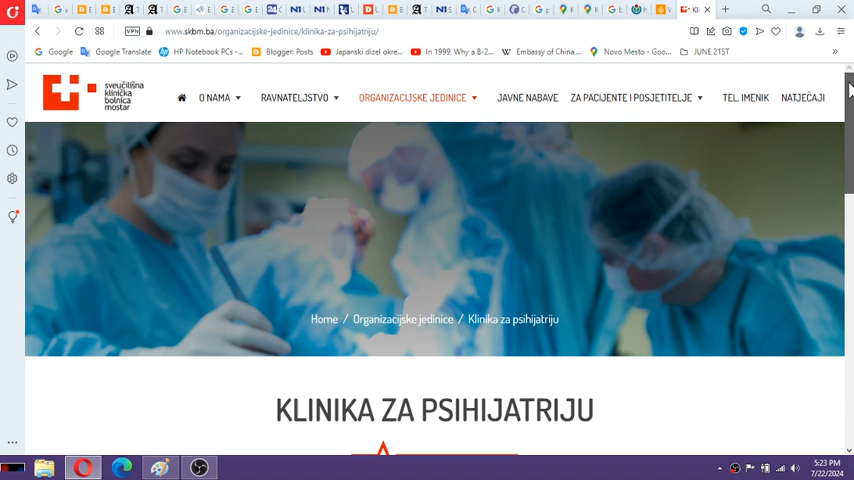 www.skbm.ba/organizacijske-jedinice/klinika-za-psihijatriju/
VPN
Google
Google Translate
HP Notebook PCs -...
Blogger: Posts
Japanski dizel okre...
In 1999, Why a B-2...
Embassy of China,...
Novo Mesto - Goo...
JUNE 21ST
sveučilišna
klinička
bolnica
mostar
O NAMA
RAVNATELJSTVO
ORGANIZACIJSKE JEDINICE
JAVNE NABAVE
ZA PACIJENTE I POSJETITELJE
TEL. IMENIK
NATJEČAJI
Home / Organizacijske jedinice / Klinika za psihijatriju
KLINIKA ZA PSIHIJATRIJU
5:23 PM
7/22/2024